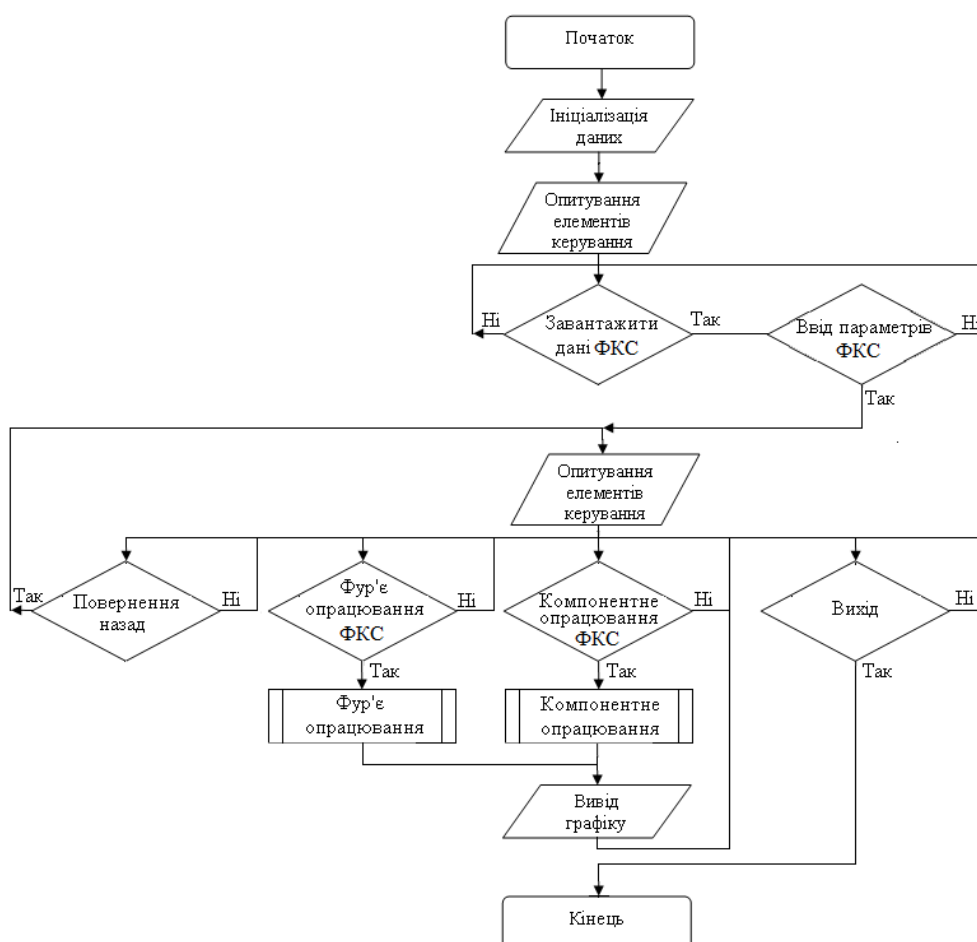 Початок
Ініціалізація
даних
Опитування
елементів
керування
Ні
Завантажити
дані ФКС
Так
Ввід параметрів
ФКС
Ні
Так
Опитування
елементів
керування
Так
Повернення
назад
Ні
Фур'є
опрацювання
ФКС
Ні
Компонентне
опрацювання
ФКС
Ні
Вихід
Ні
Так
Так
Так
Фур'є
опрацювання
Компонентне
опрацювання
Вивід
графіку
Кінець